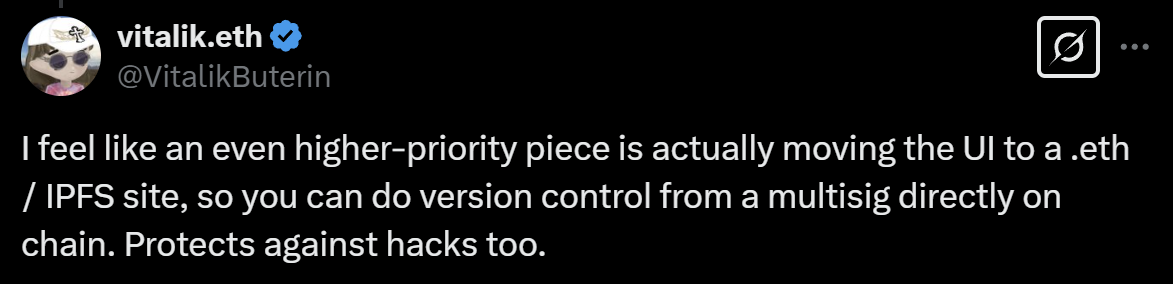 vitalik.eth
@VitalikButerin
I feel like an even higher-priority piece is actually moving the UI to a .eth
/ IPFS site, so you can do version control from a multisig directly on
chain. Protects against hacks too.